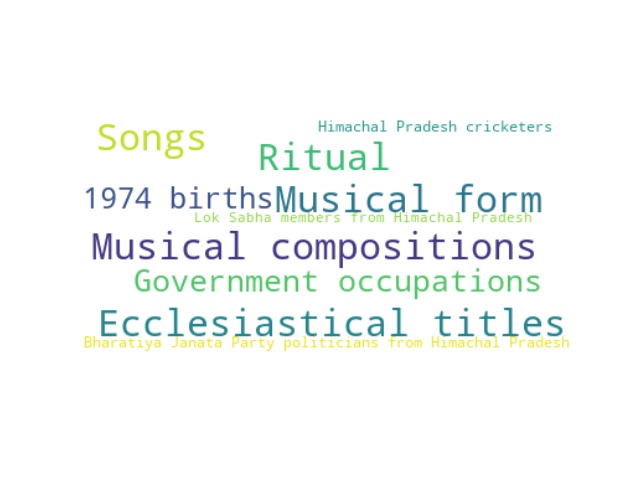 Himachal Pradesh cricketers
Songs
Ritual
1974 births
Musical form
Lok Sabha members from Himachal Pradesh
Musical compositions
Government occupations
Ecclesiastical titles
Bharatiya Janata Party politicians from Himachal Pradesh